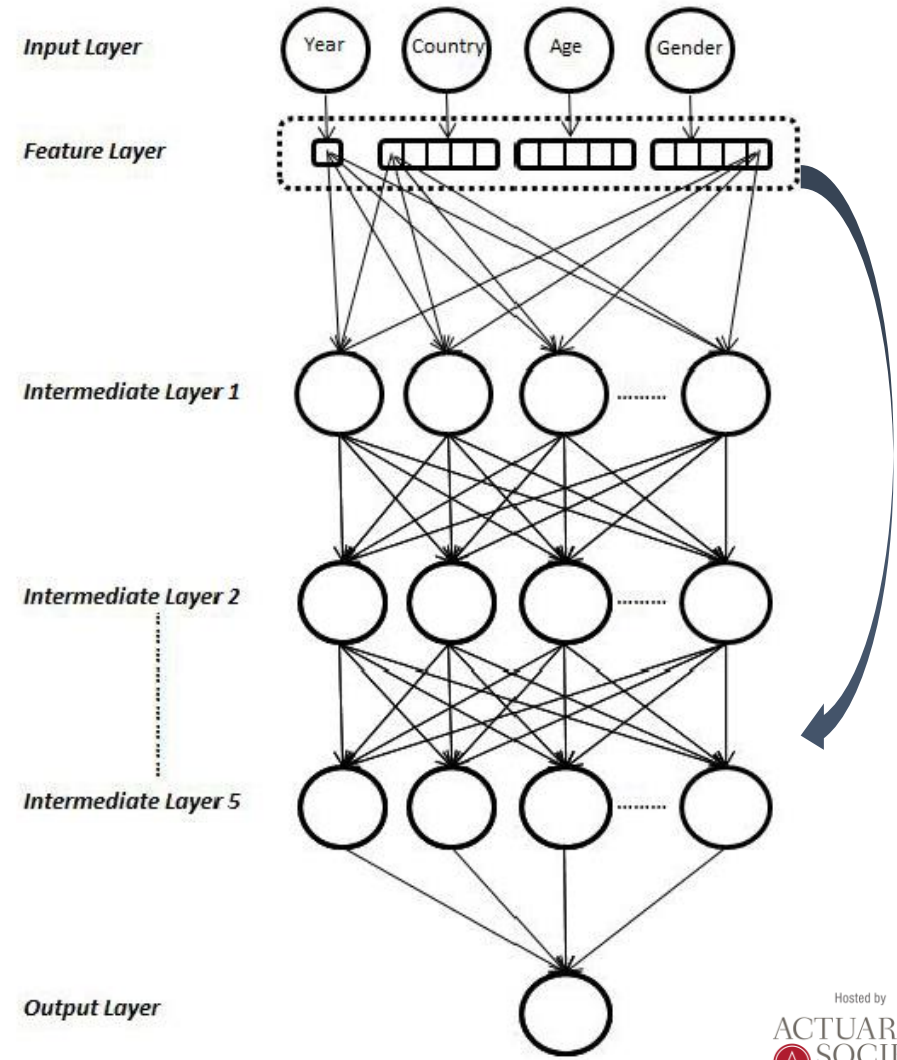 Input Layer
Year
Country
Age
Gender
Feature Layer
Intermediate Layer 1
Intermediate Layer 2
Intermediate Layer 5
Output Layer
Hosted by